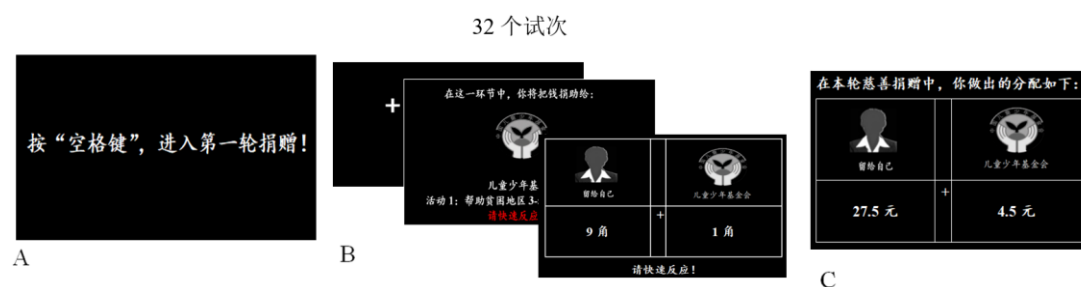 32 个试次
按“空格键”，进入第一轮捐赠！
A
+
在这一环节中，你将把钱捐助给：
儿童少年基
活动 1：帮助贫困地区 3-
请快速反应
留给自己
儿童少年基金会
+
9 角
1 角
请快速反应！
B
在本轮慈善捐赠中，你做出的分配如下：
留给自己
儿童少年基金会
+
27.5 元
4.5 元
C